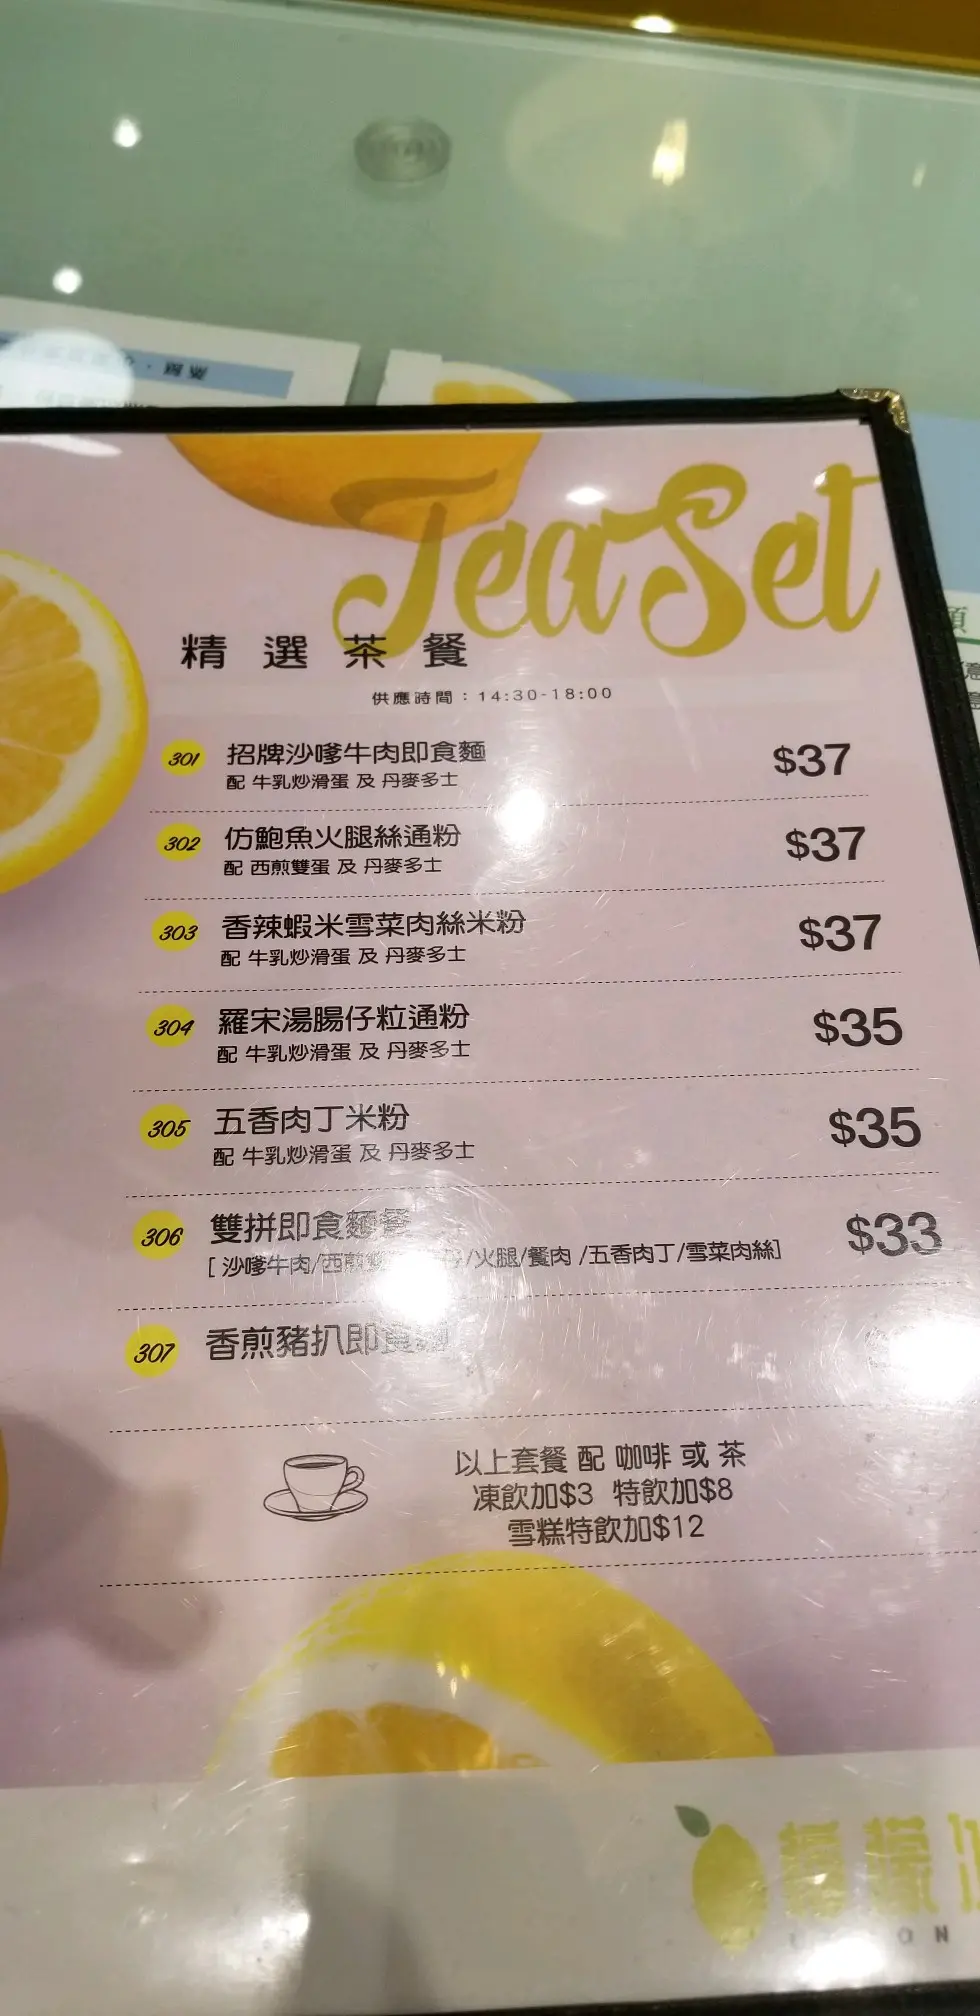 Tea Set
精選茶餐
供應時間：14:30-18:00
301 招牌沙嗲牛肉即食麵 $37
配 牛乳炒滑蛋 及 丹麥多士
302 仿鮑魚火腿絲通粉 $37
配 西煎雙蛋 及 丹麥多士
303 香辣蝦米雪菜肉絲米粉 $37
配 牛乳炒滑蛋 及 丹麥多士
304 羅宋湯腸仔粒通粉 $35
配 牛乳炒滑蛋 及 丹麥多士
305 五香肉丁米粉 $35
配 牛乳炒滑蛋 及 丹麥多士
306 雙拼即食麵餐 $33
[ 沙嗲牛肉/西煎 /火腿/餐肉 /五香肉丁/雪菜肉絲]
307 香煎豬扒即食麵
以上套餐 配 咖啡 或 茶
凍飲加$3 特飲加$8
雪糕特飲加$12
檸檬